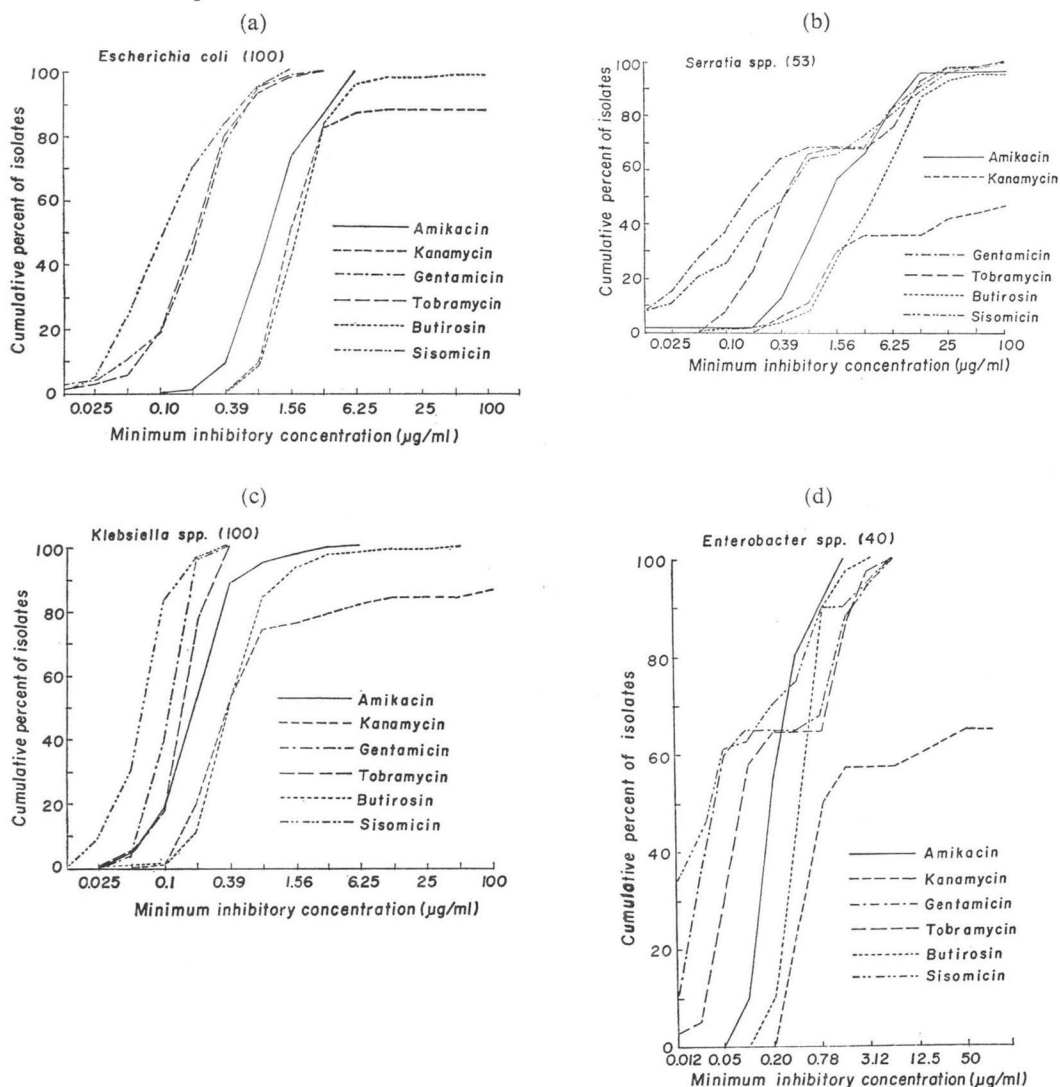 (a)
Escherichia coli (100)
Cumulative percent of isolates
100
80
60
40
20
0
Amikacin
Kanamycin
Gentamicin
Tobramycin
Butirosin
Sisomicin
0.025 0.10 0.39 1.56 6.25 25 100
Minimum inhibitory concentration (µg/ml)
(b)
Serratia spp. (53)
Cumulative percent of isolates
100
80
60
40
20
0
Amikacin
Kanamycin
Gentamicin
Tobramycin
Butirosin
Sisomicin
0.025 0.10 0.39 1.56 6.25 25 100
Minimum inhibitory concentration (µg/ml)
(c)
Klebsiella spp. (100)
Cumulative percent of isolates
100
80
60
40
20
0
Amikacin
Kanamycin
Gentamicin
Tobramycin
Butirosin
Sisomicin
0.025 0.1 0.39 1.56 6.25 25 100
Minimum inhibitory concentration (µg/ml)
(d)
Enterobacter spp. (40)
Cumulative percent of isolates
100
80
60
40
20
0
Amikacin
Kanamycin
Gentamicin
Tobramycin
Butirosin
Sisomicin
0.012 0.05 0.20 0.78 3.12 12.5 50
Minimum inhibitory concentration (µg/ml)